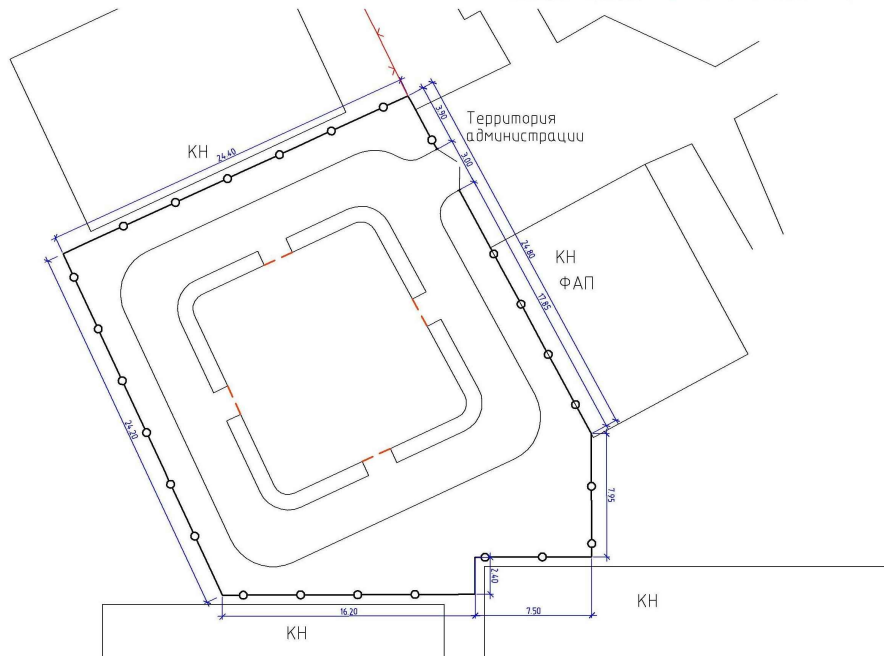 КН
24.40
3.90
Территория
администрации
3.00
24.80
КН
ФАП
17.85
24.20
7.95
2.40
16.20
7.50
КН
КН